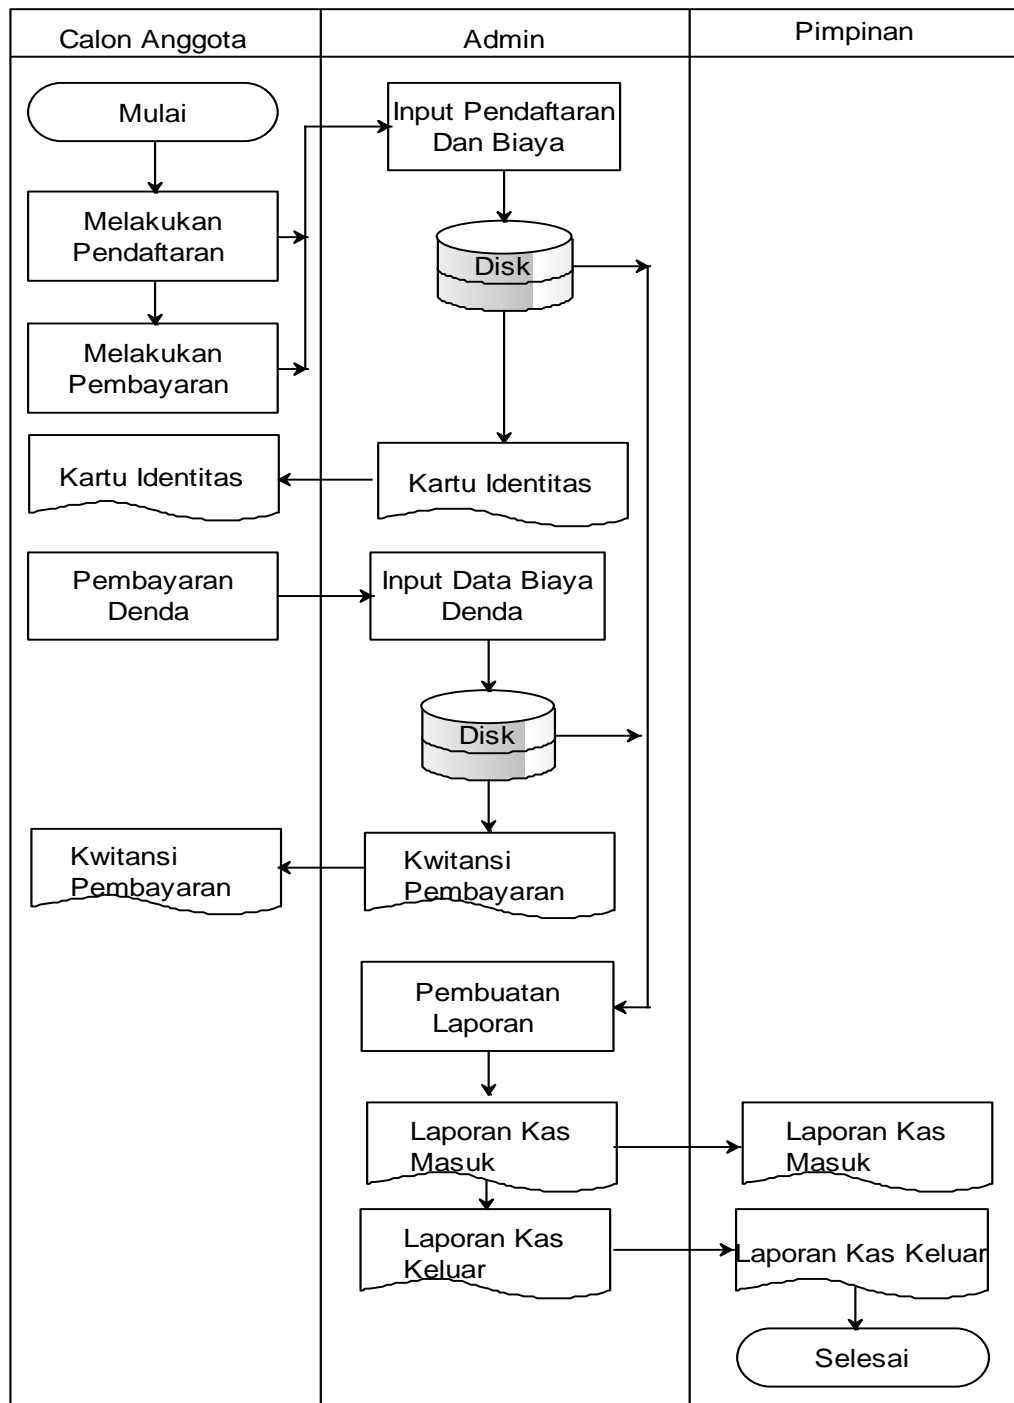 Calon Anggota
Admin
Pimpinan
Mulai
Input Pendaftaran
Dan Biaya
Melakukan
Pendaftaran
Disk
Melakukan
Pembayaran
Kartu Identitas
Kartu Identitas
Pembayaran
Denda
Input Data Biaya
Denda
Disk
Kwitansi
Pembayaran
Kwitansi
Pembayaran
Pembuatan
Laporan
Laporan Kas
Masuk
Laporan Kas
Masuk
Laporan Kas
Keluar
Laporan Kas Keluar
Selesai